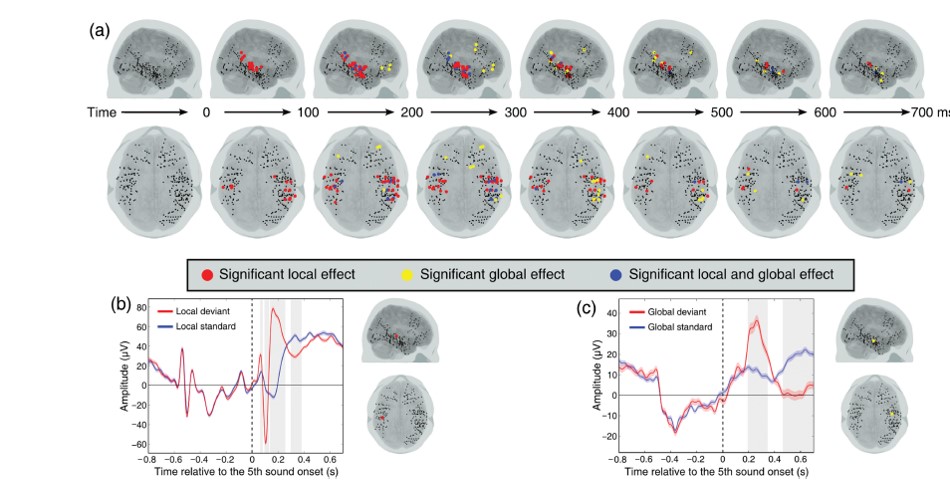 (a)
Time 0 100 200 300 400 500 600 700 ms
Significant local effect Significant global effect Significant local and global effect
(b)
Local deviant
Local standard
Amplitude (µV)
80
60
40
20
0
−20
−40
−60
−0.8 −0.6 −0.4 −0.2 0 0.2 0.4 0.6
Time relative to the 5th sound onset (s)
(c)
Global deviant
Global standard
Amplitude (µV)
40
30
20
10
0
−20
−0.8 −0.6 −0.4 −0.2 0 0.2 0.4 0.6
Time relative to the 5th sound onset (s)